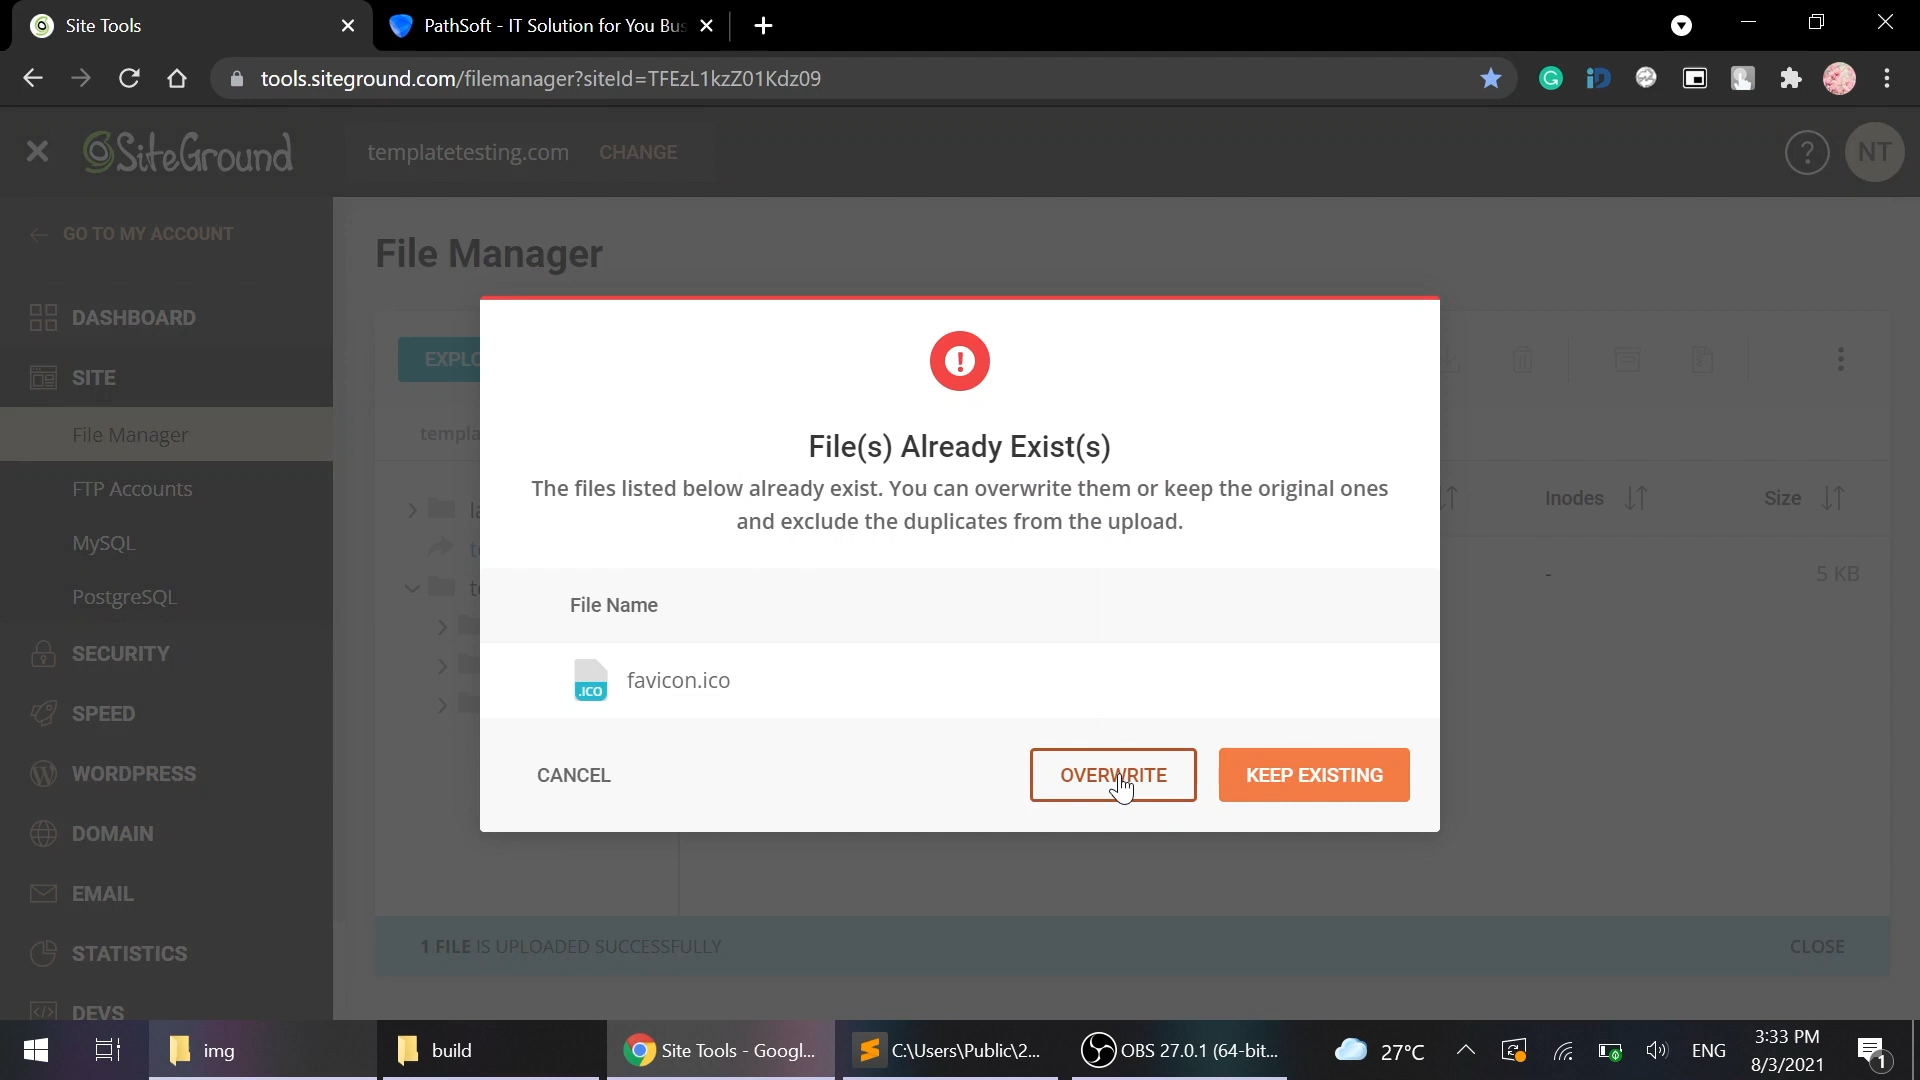 Site Tools
PathSoft - IT Solution for You Bus
tools.siteground.com/filemanager?siteId=TFEzL1kzZ01Kdz09
SiteGround
templatetesting.com CHANGE
? NT
GO TO MY ACCOUNT
DASHBOARD
SITE
File Manager
FTP Accounts
MySQL
PostgreSQL
SECURITY
SPEED
WORDPRESS
DOMAIN
EMAIL
STATISTICS
DEVS
File Manager
EXPLO
templa
Inodes
Size
-
5 KB
File(s) Already Exist(s)
The files listed below already exist. You can overwrite them or keep the original ones
and exclude the duplicates from the upload.
File Name
.ICO favicon.ico
CANCEL
OVERWRITE
KEEP EXISTING
1 FILE IS UPLOADED SUCCESSFULLY
CLOSE
img
build
Site Tools - Googl...
C:\Users\Public\2...
OBS 27.0.1 (64-bit...
27°C
ENG
3:33 PM
8/3/2021
1